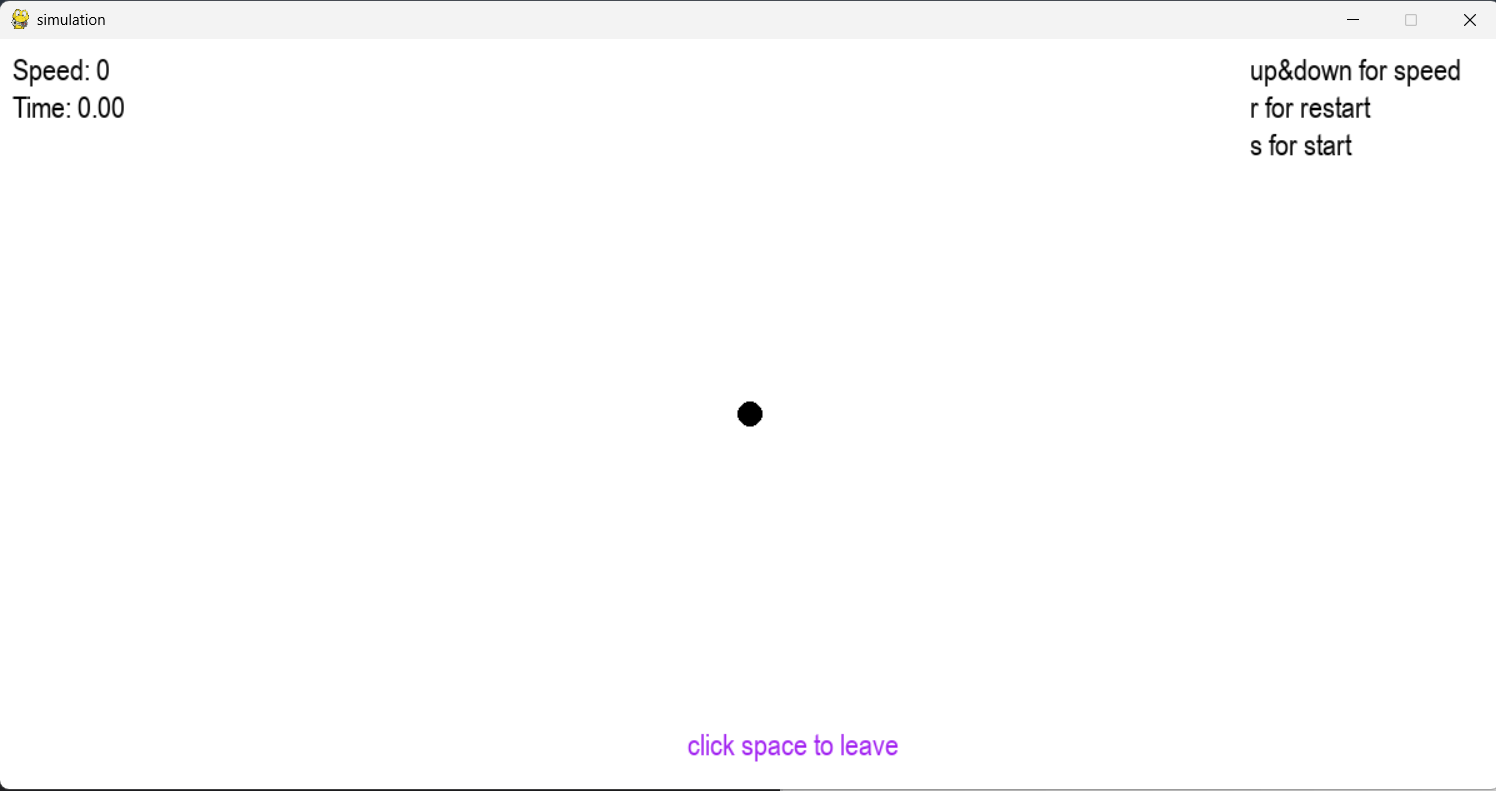 simulation
Speed: 0
Time: 0.00
up&down for speed
r for restart
s for start
click space to leave